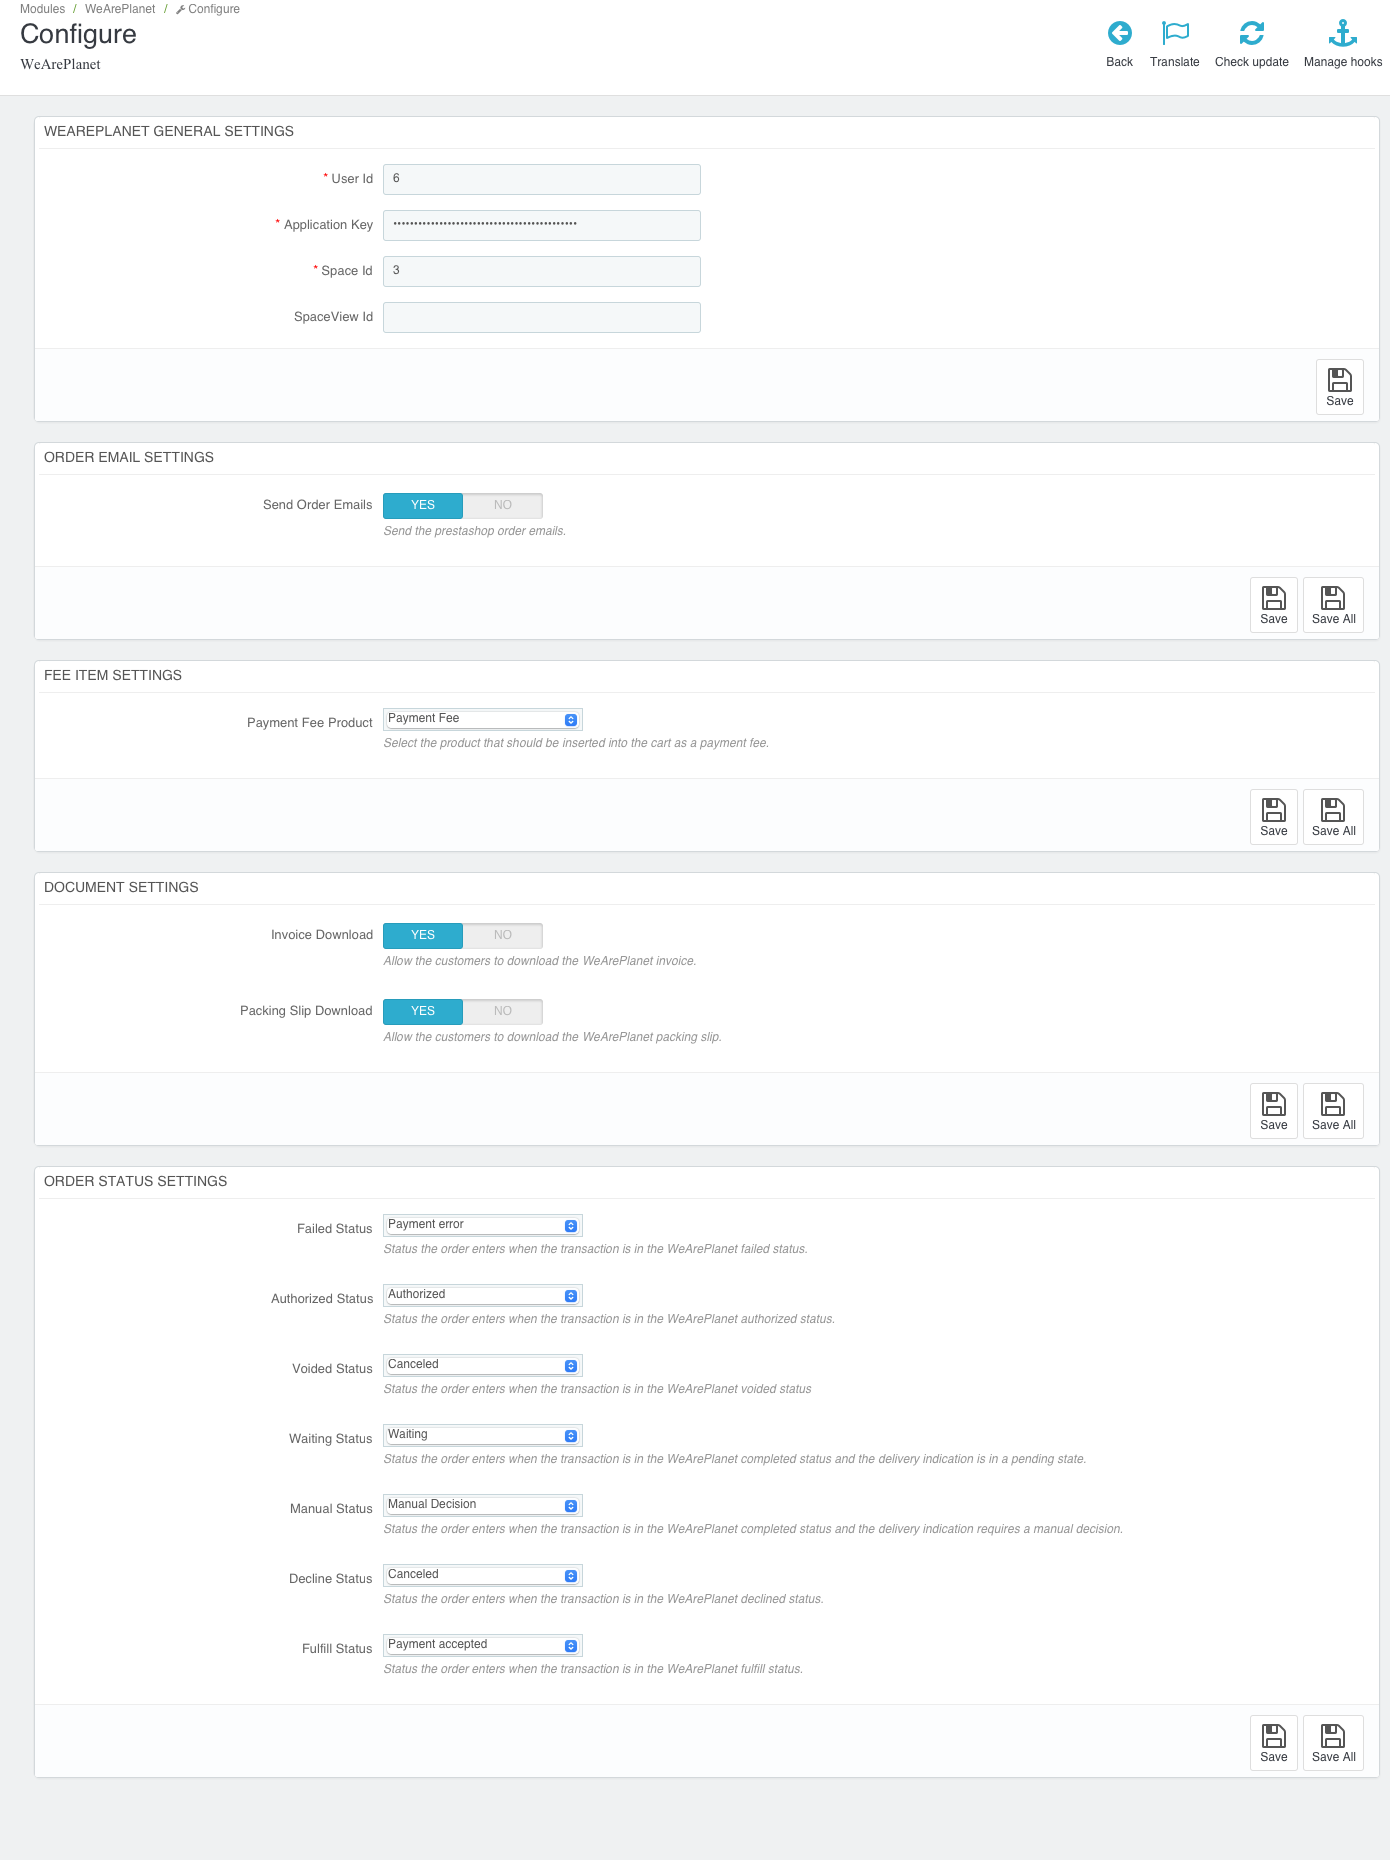 Modules / WeArePlanet / Configure
Configure
WeArePlanet
Back Translate Check update Manage hooks
WEAREPLANET GENERAL SETTINGS
* User Id 6
* Application Key ••••••••••••••••••••••••••••••••••••••••••••
* Space Id 3
SpaceView Id
Save
ORDER EMAIL SETTINGS
Send Order Emails YES NO
Send the prestashop order emails.
Save Save All
FEE ITEM SETTINGS
Payment Fee Product Payment Fee
Select the product that should be inserted into the cart as a payment fee.
Save Save All
DOCUMENT SETTINGS
Invoice Download YES NO
Allow the customers to download the WeArePlanet invoice.
Packing Slip Download YES NO
Allow the customers to download the WeArePlanet packing slip.
Save Save All
ORDER STATUS SETTINGS
Failed Status Payment error
Status the order enters when the transaction is in the WeArePlanet failed status.
Authorized Status Authorized
Status the order enters when the transaction is in the WeArePlanet authorized status.
Voided Status Canceled
Status the order enters when the transaction is in the WeArePlanet voided status
Waiting Status Waiting
Status the order enters when the transaction is in the WeArePlanet completed status and the delivery indication is in a pending state.
Manual Status Manual Decision
Status the order enters when the transaction is in the WeArePlanet completed status and the delivery indication requires a manual decision.
Decline Status Canceled
Status the order enters when the transaction is in the WeArePlanet declined status.
Fulfill Status Payment accepted
Status the order enters when the transaction is in the WeArePlanet fulfill status.
Save Save All